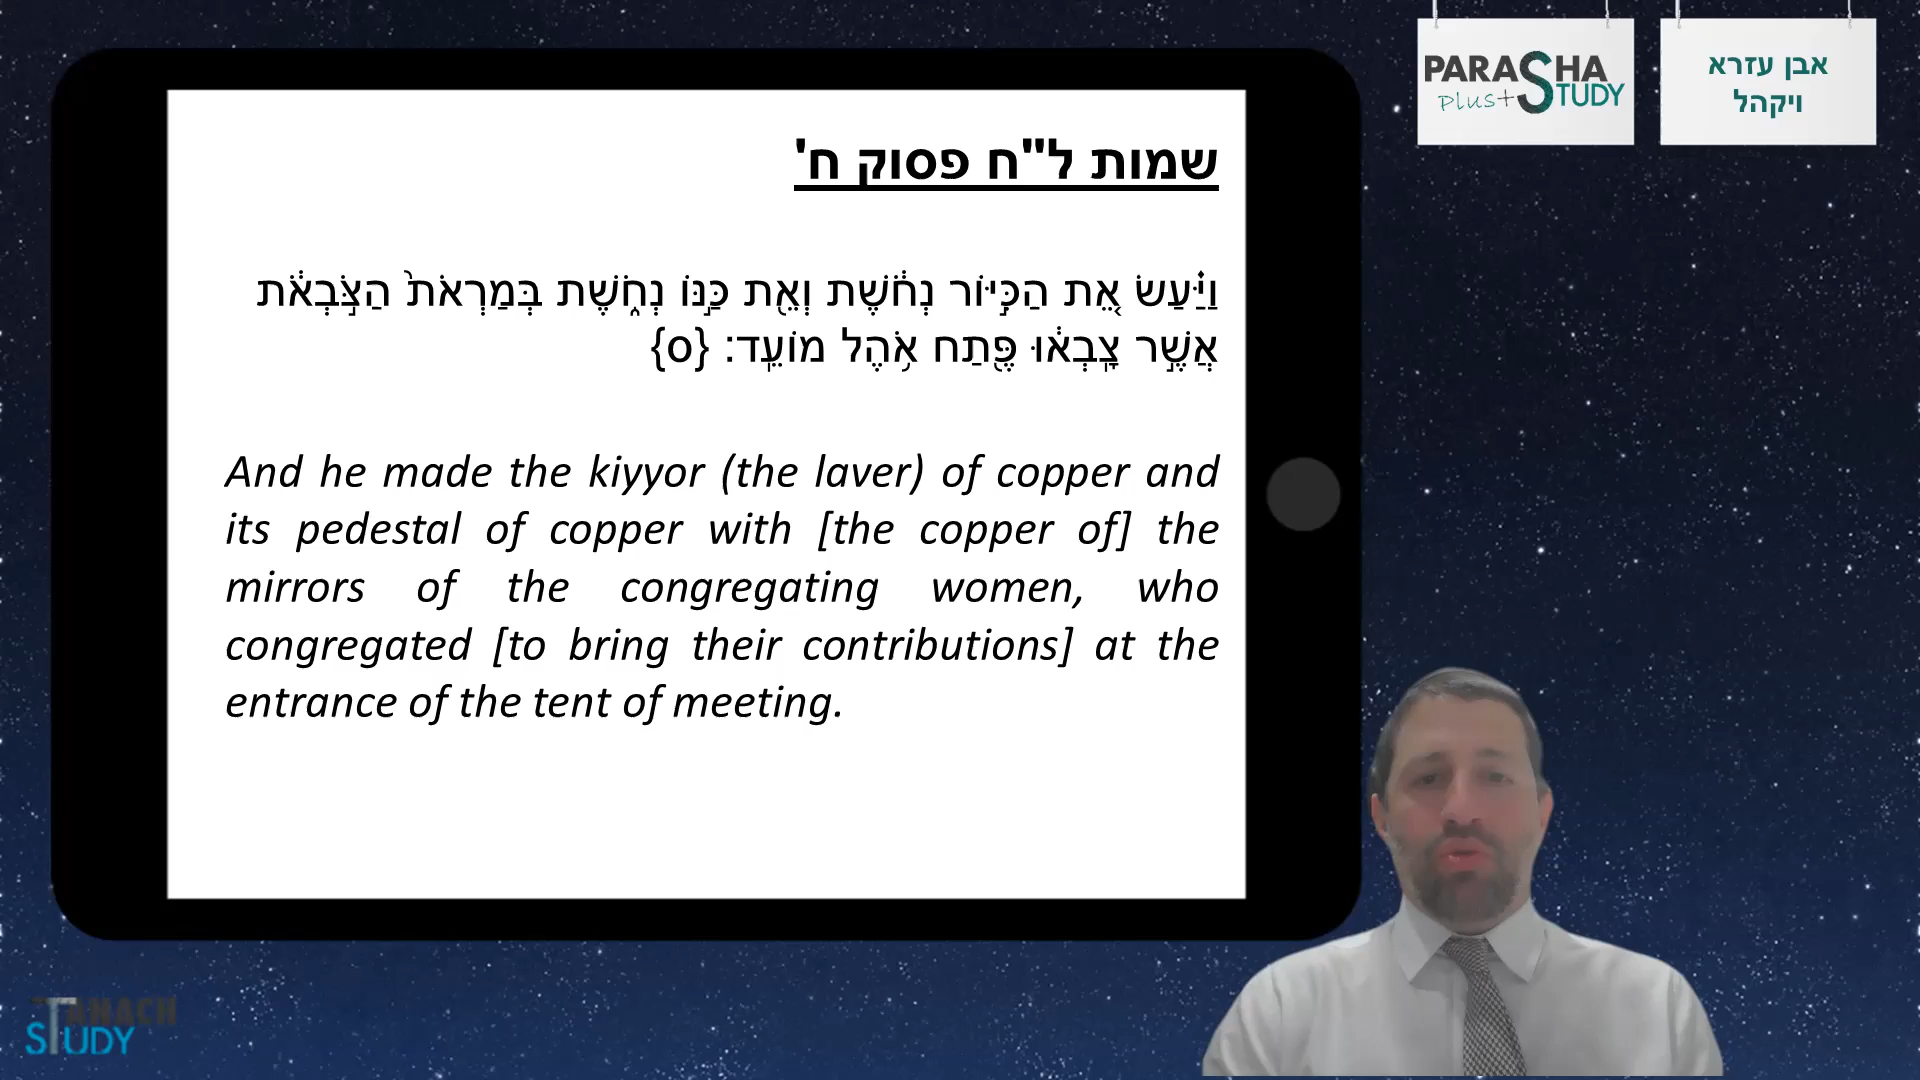 PARASHA
plus+ STUDY
אבן עזרא
ויקהל
שמות ל"ח פסוק ח'
וַיַּ֗עַשׂ אֵ֚ת הַכִּיּ֣וֹר נְחֹ֔שֶׁת וְאֵ֖ת כַּנּ֣וֹ נְחֹ֑שֶׁת בְּמַרְאֹת֙ הַצֹּ֣בְאֹ֔ת
אֲשֶׁ֣ר צָֽבְא֔וּ פֶּ֖תַח אֹ֥הֶל מוֹעֵֽד׃ {ס}
And he made the kiyyor (the laver) of copper and
its pedestal of copper with [the copper of] the
mirrors of the congregating women, who
congregated [to bring their contributions] at the
entrance of the tent of meeting.
TANACH
STUDY